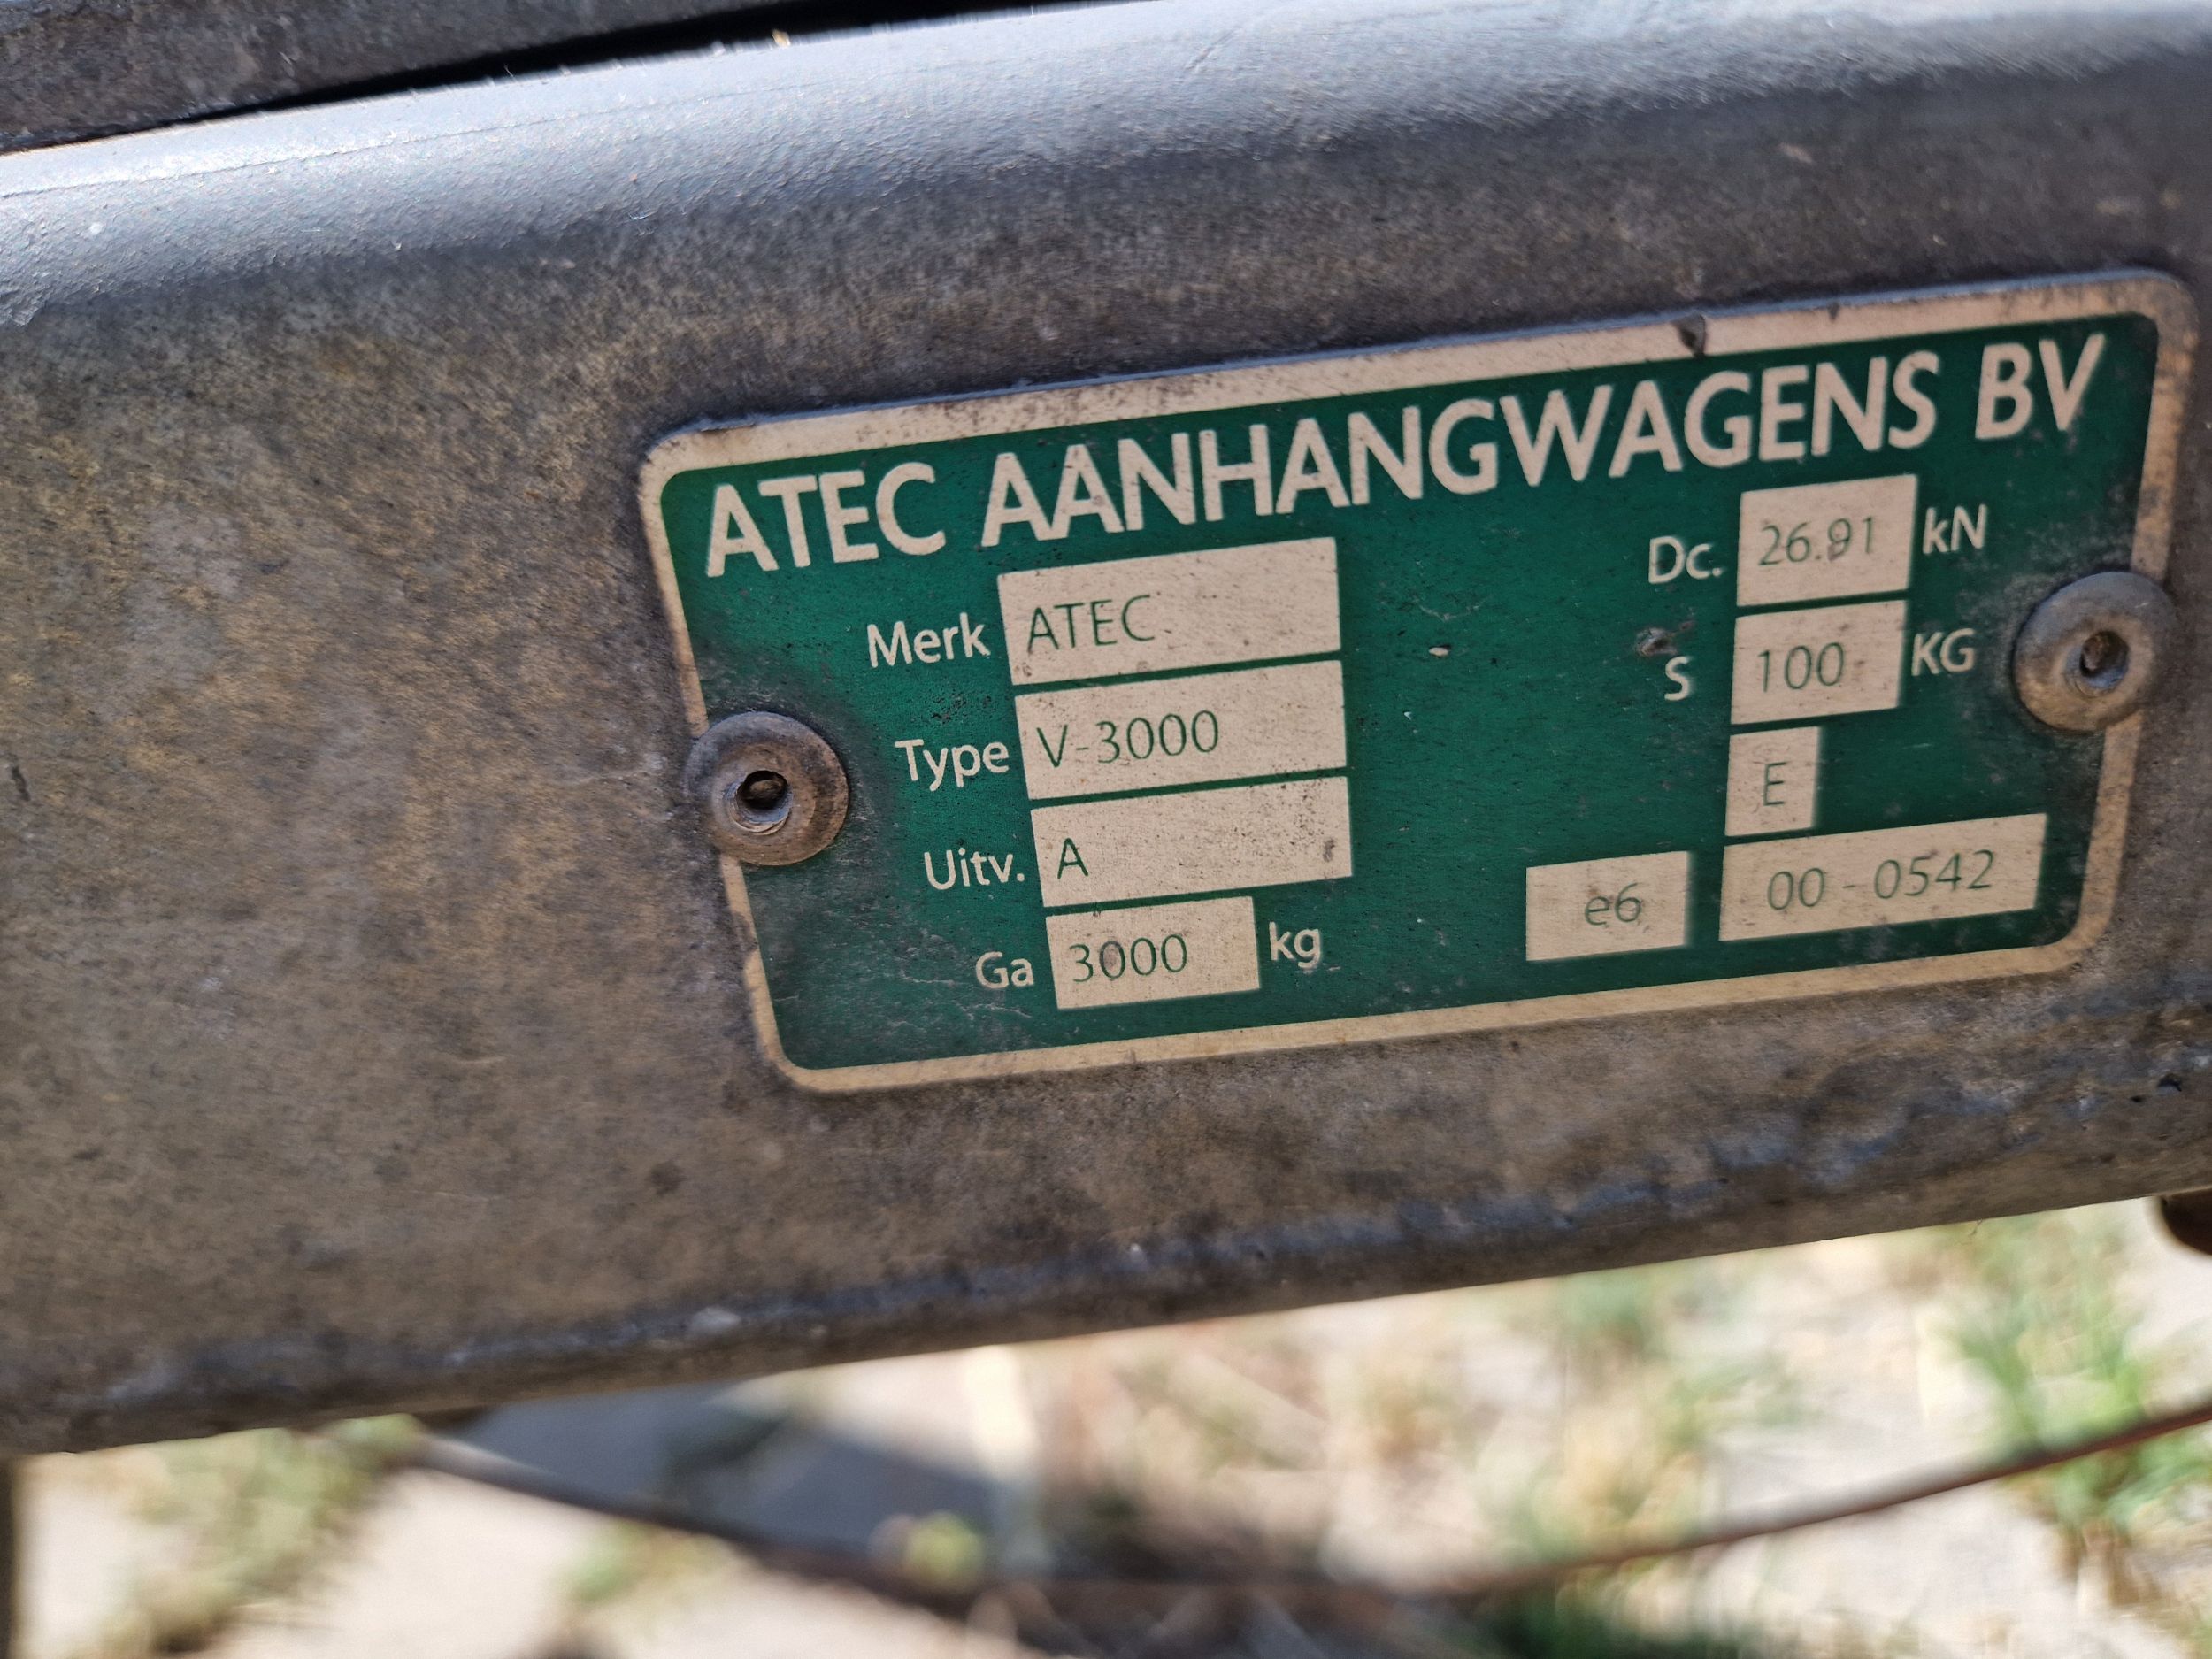 ATEC AANHANGWAGENS BV
Merk ATEC
Type V-3000
Uitv. A
Ga 3000 kg
Dc. 26.91 kN
S 100 KG
E
e6 00 - 0542